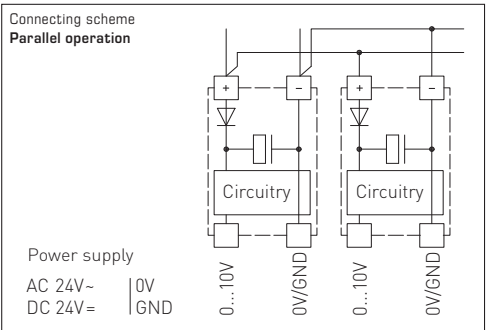 Connecting scheme
Parallel operation
+ – + –
Circuitry Circuitry
Power supply
AC 24V~ 0V
DC 24V= GND
0...10V
0V/GND
0...10V
0V/GND